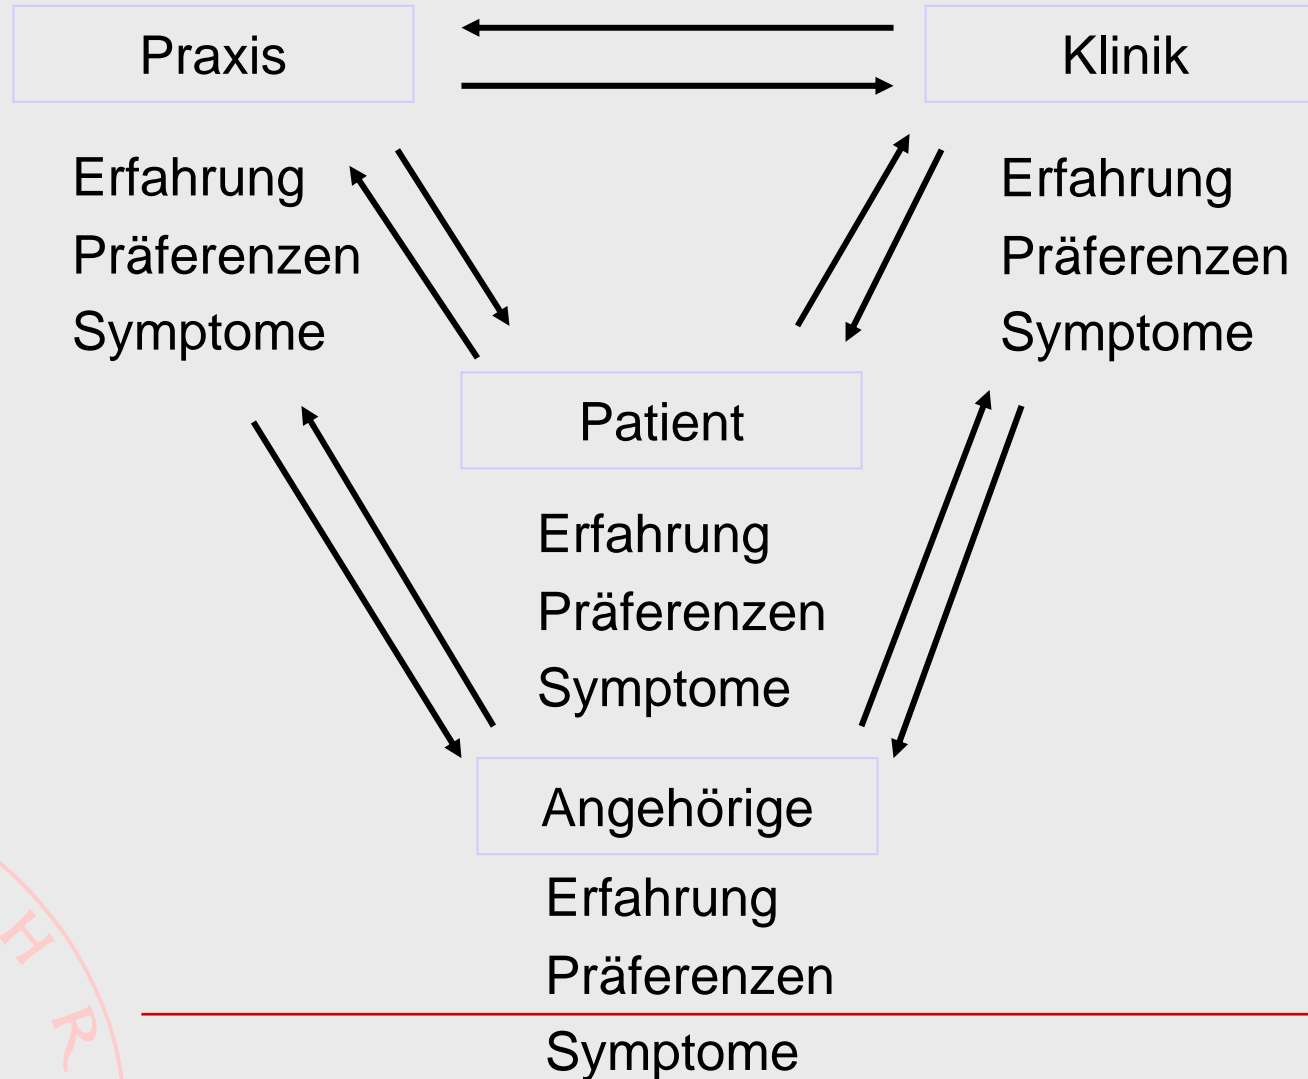 Praxis
Klinik
Erfahrung
Präferenzen
Symptome
Erfahrung
Präferenzen
Symptome
Patient
Erfahrung
Präferenzen
Symptome
Angehörige
Erfahrung
Präferenzen
Symptome
H R